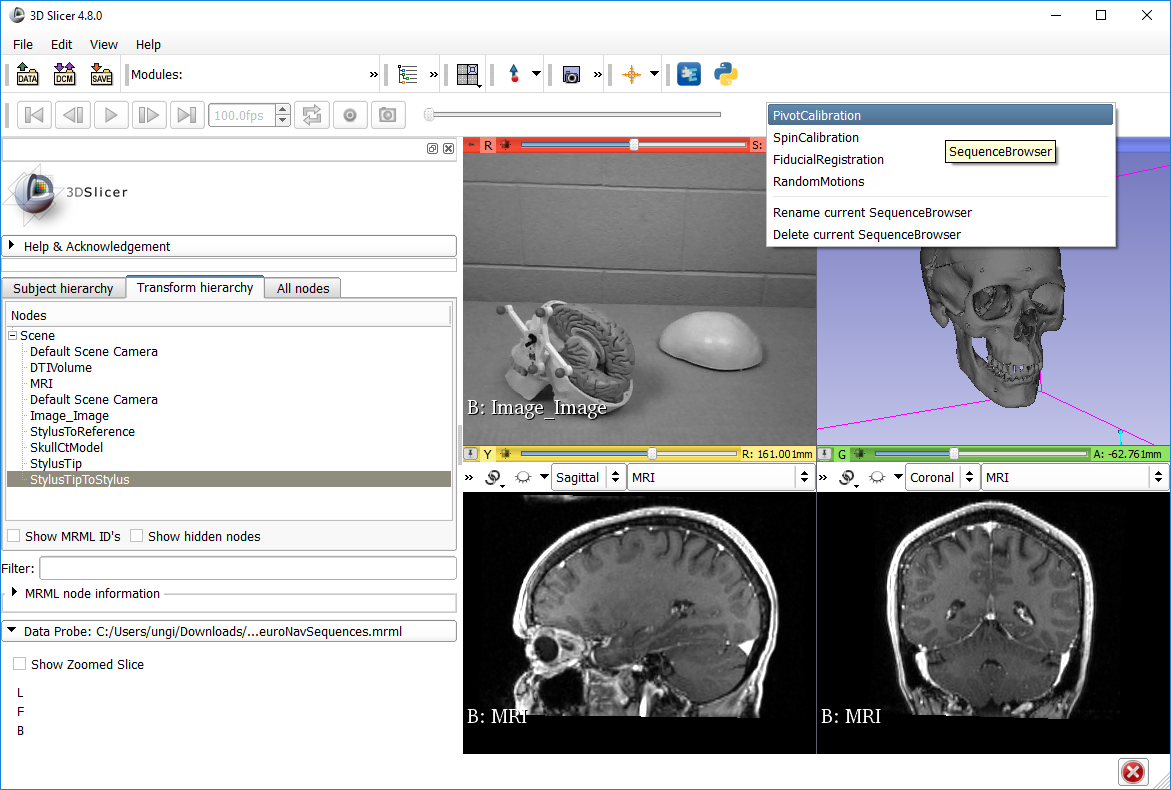 3D Slicer 4.8.0
File Edit View Help
DATA DCM SAVE Modules: » » »
100.0fps
PivotCalibration
SpinCalibration
FiducialRegistration
RandomMotions
Rename current SequenceBrowser
Delete current SequenceBrowser
SequenceBrowser
R S:
3DSlicer
Help & Acknowledgement
Subject hierarchy Transform hierarchy All nodes
Nodes
Scene
Default Scene Camera
DTIVolume
MRI
Default Scene Camera
Image_Image
StylusToReference
SkullCtModel
StylusTip
StylusTipToStylus
Show MRML ID's Show hidden nodes
Filter:
MRML node information
Data Probe: C:/Users/ungi/Downloads/...euroNavSequences.mrml
Show Zoomed Slice
L
F
B
B: Image_Image
Y R: 161.001mm
» Sagittal MRI
B: MRI
G A: -62.761mm
» Coronal MRI
B: MRI